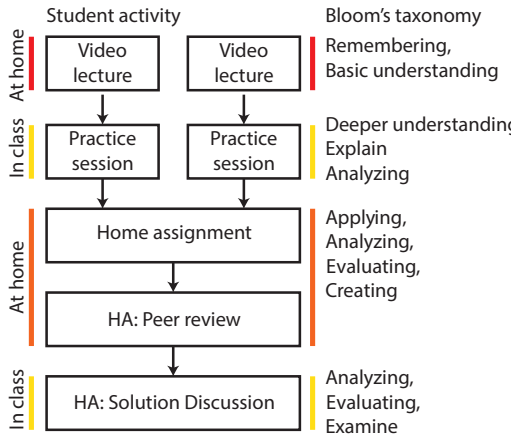 Student activity
Bloom's taxonomy
At home
Video
lecture
Video
lecture
Remembering,
Basic understanding
In class
Practice
session
Practice
session
Deeper understanding
Explain
Analyzing
At home
Home assignment
HA: Peer review
Applying,
Analyzing,
Evaluating,
Creating
In class
HA: Solution Discussion
Analyzing,
Evaluating,
Examine